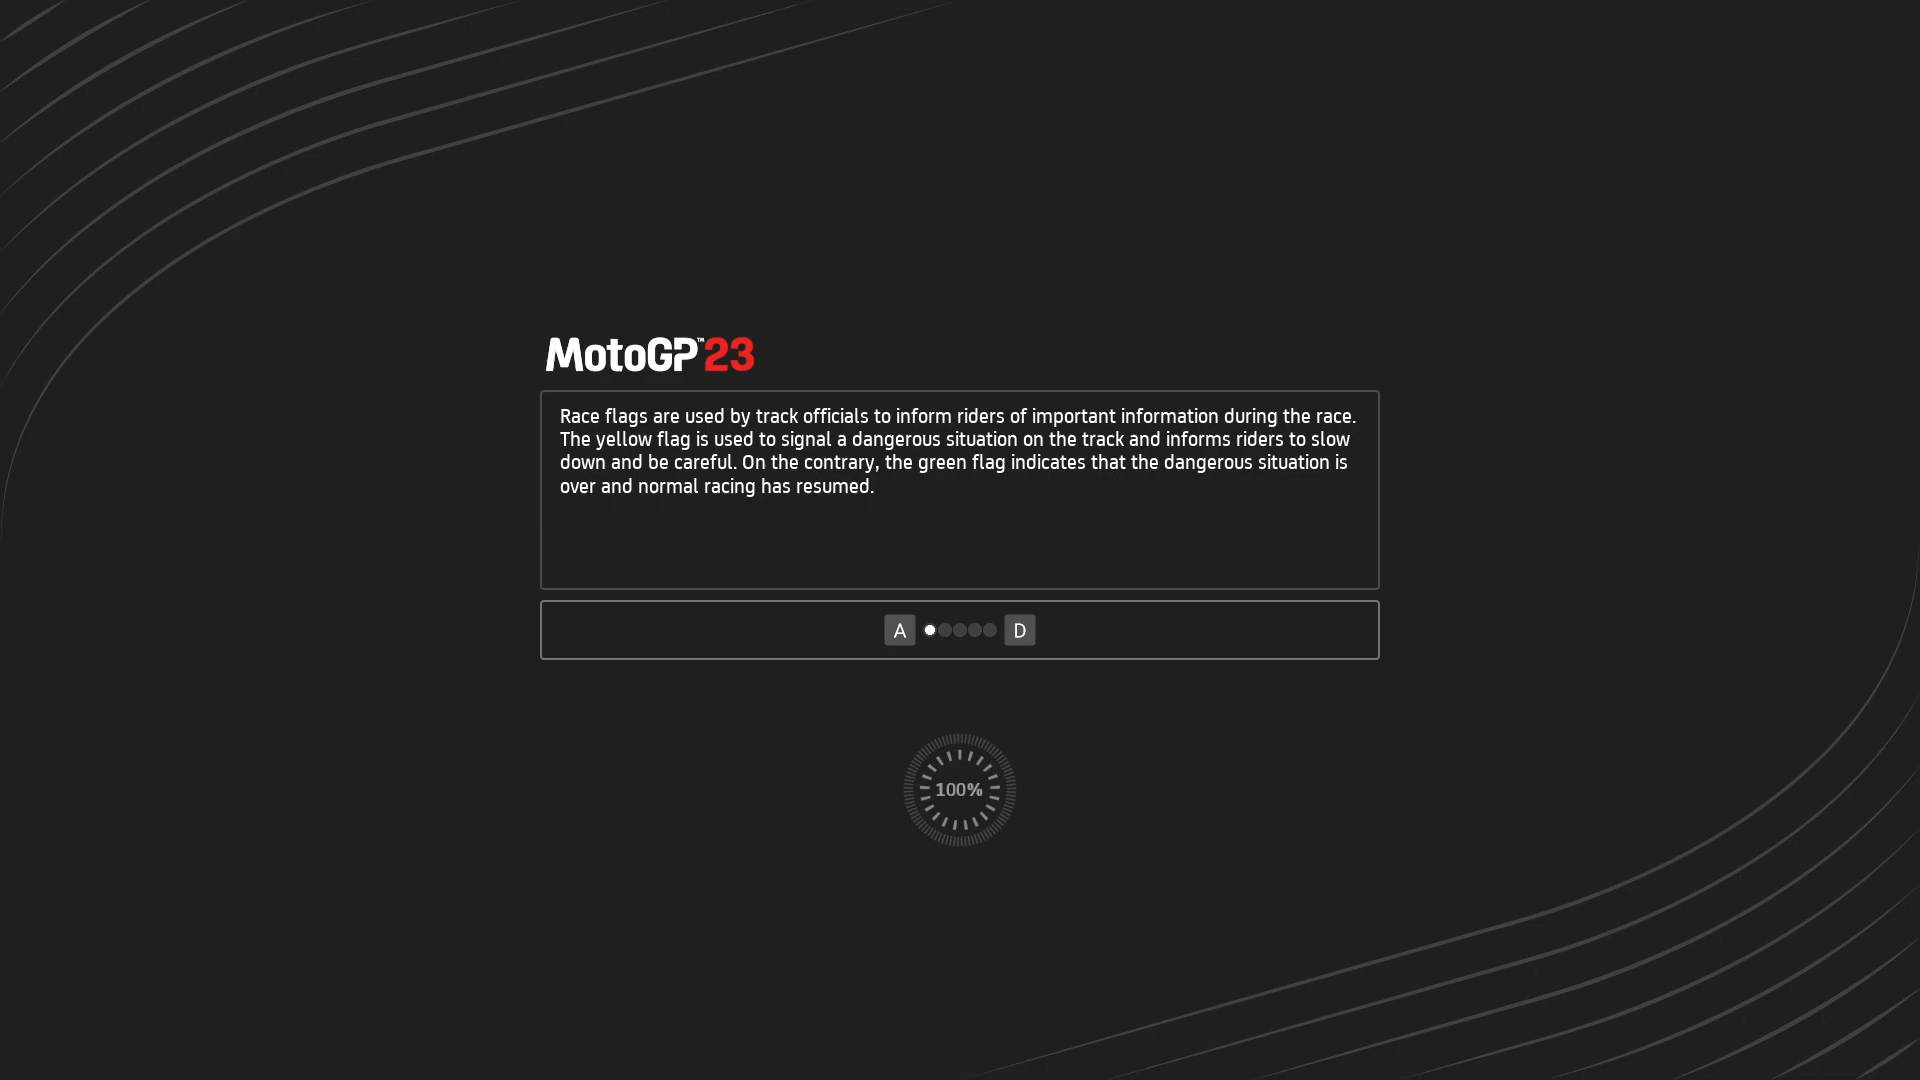 MotoGP™23
Race flags are used by track officials to inform riders of important information during the race.
The yellow flag is used to signal a dangerous situation on the track and informs riders to slow
down and be careful. On the contrary, the green flag indicates that the dangerous situation is
over and normal racing has resumed.
A D
100%